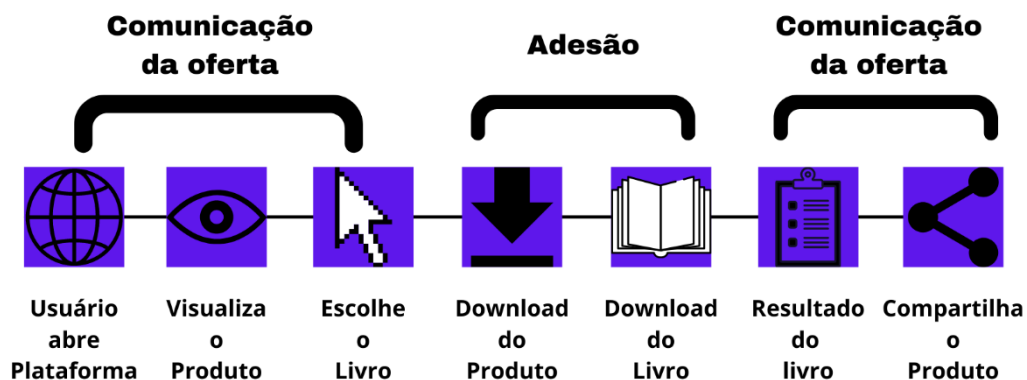 Comunicação
da oferta
Adesão
Comunicação
da oferta
Usuário
abre
Plataforma
Visualiza
o
Produto
Escolhe
o
Livro
Download
do
Produto
Download
do
Livro
Resultado
do
livro
Compartilha
o
Produto